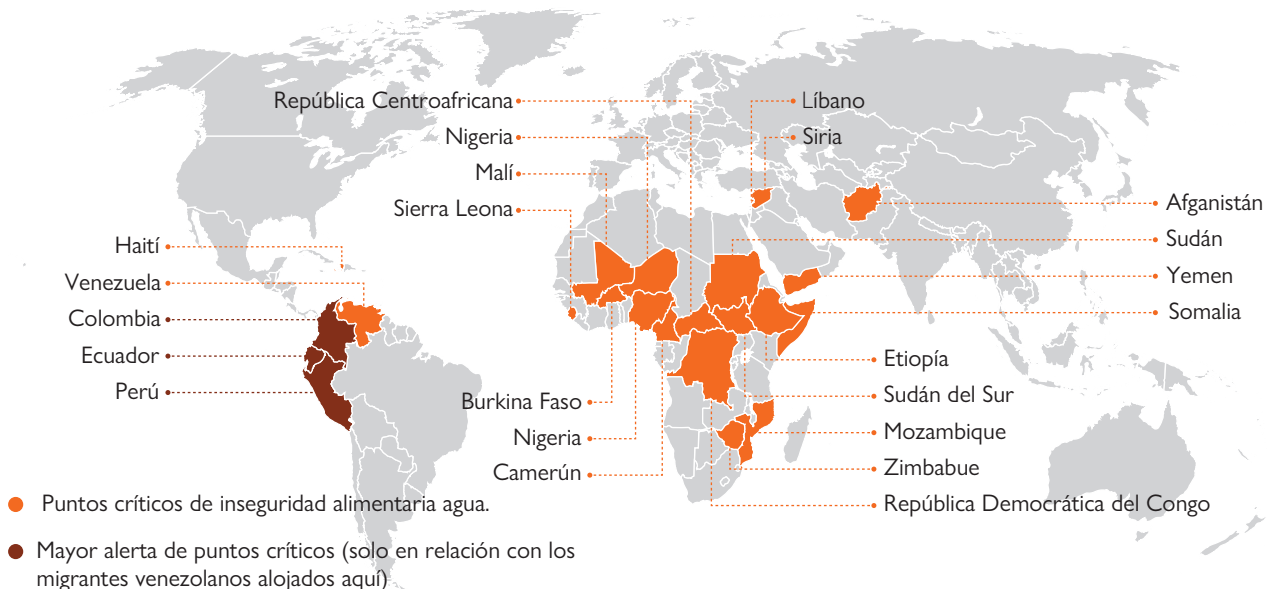 República Centroafricana
Nigeria
Malí
Sierra Leona
Haití
Venezuela
Colombia
Ecuador
Perú
Burkina Faso
Nigeria
Camerún
Líbano
Siria
Afganistán
Sudán
Yemen
Somalia
Etiopía
Sudán del Sur
Mozambique
Zimbabue
República Democrática del Congo
Puntos críticos de inseguridad alimentaria agua.
Mayor alerta de puntos críticos (solo en relación con los
migrantes venezolanos alojados aquí)